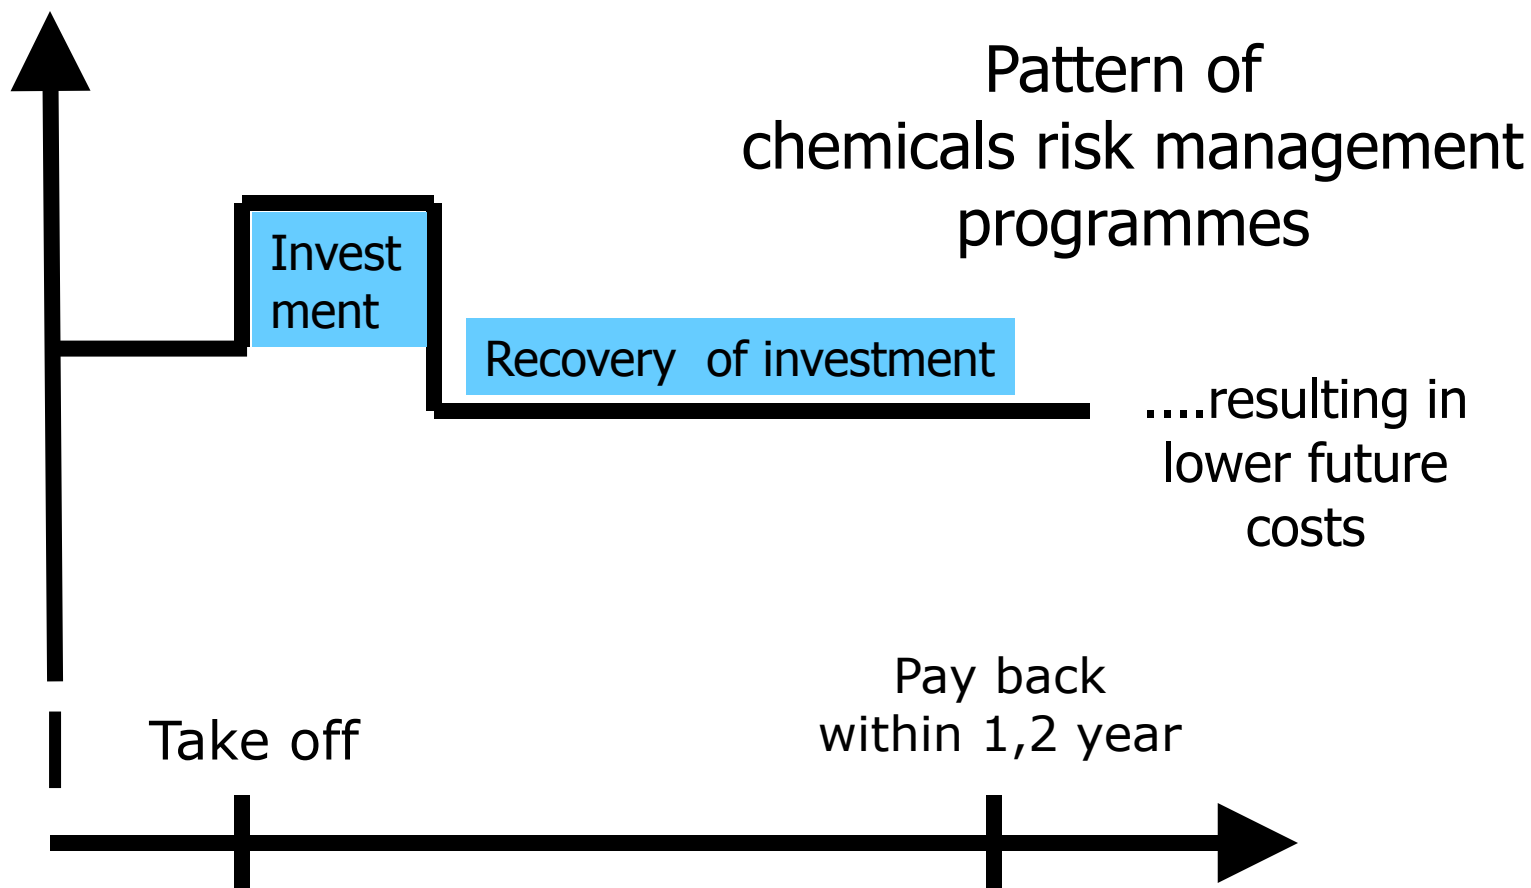 Pattern of
chemicals risk management
programmes
Invest
ment
Recovery  of investment
....resulting in
lower future
costs
Pay back
within 1,2 year
Take off